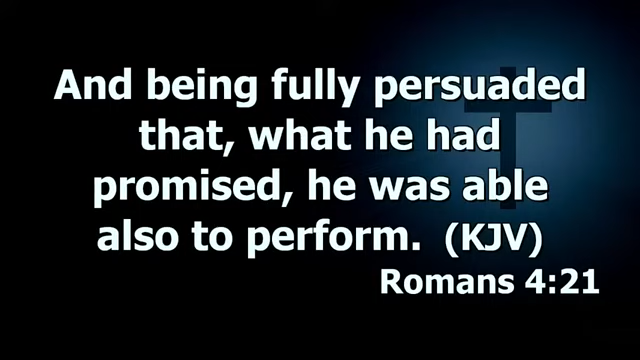 And being fully persuaded
that, what he had
promised, he was able
also to perform. (KJV)
Romans 4:21